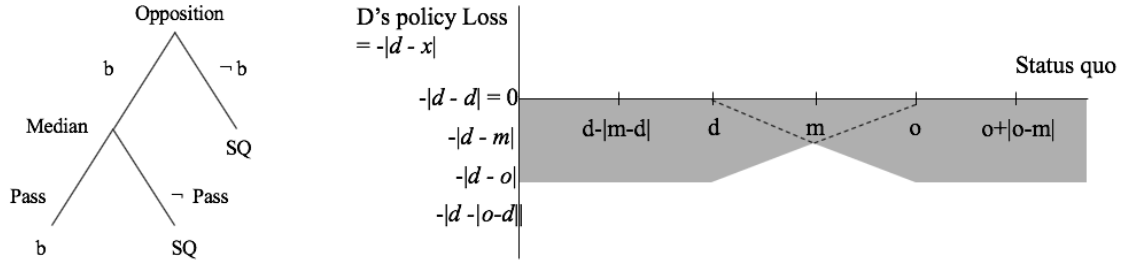 Opposition
b
¬ b
Median
SQ
Pass
¬ Pass
b
SQ
D's policy Loss
= -|d - x|
Status quo
-|d - d| = 0
d-|m-d|
d
m
o
o+|o-m|
-|d - m|
-|d - o|
-|d -|o-d||